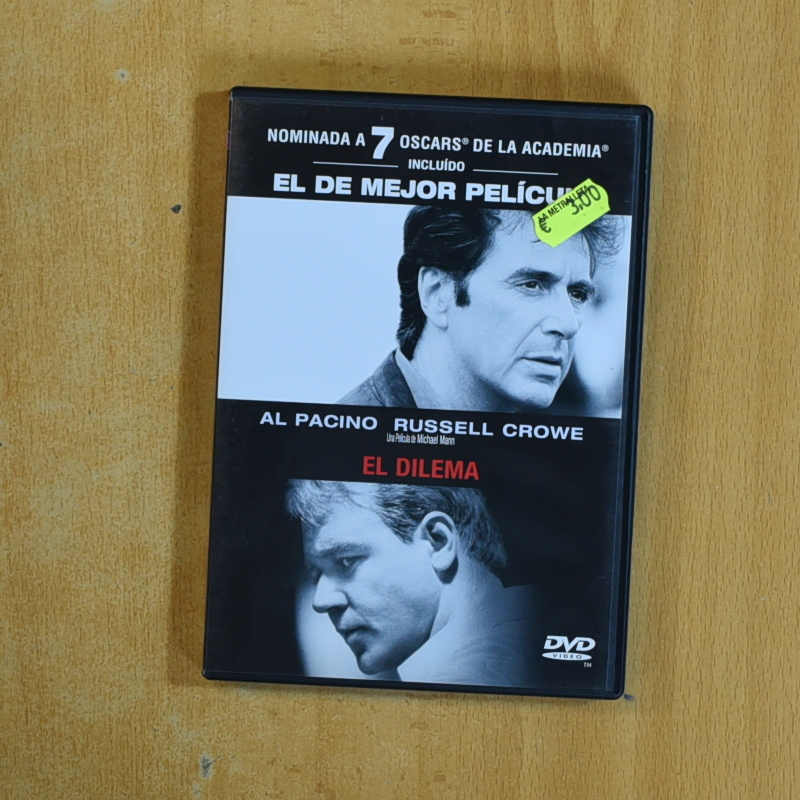 NOMINADA A 7 OSCARS® DE LA ACADEMIA®
INCLUÍDO
EL DE MEJOR PELÍCU
LA METRALLETA
€ 3,00
AL PACINO RUSSELL CROWE
Una Película de Michael Mann
EL DILEMA
DVD
VIDEO
TM